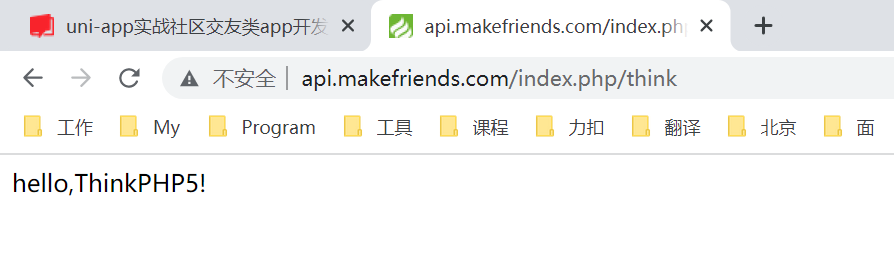 uni-app实战社区交友类app开发 api.makefriends.com/index.php
不安全 api.makefriends.com/index.php/think
工作 My Program 工具 课程 力扣 翻译 北京 面
hello,ThinkPHP5!